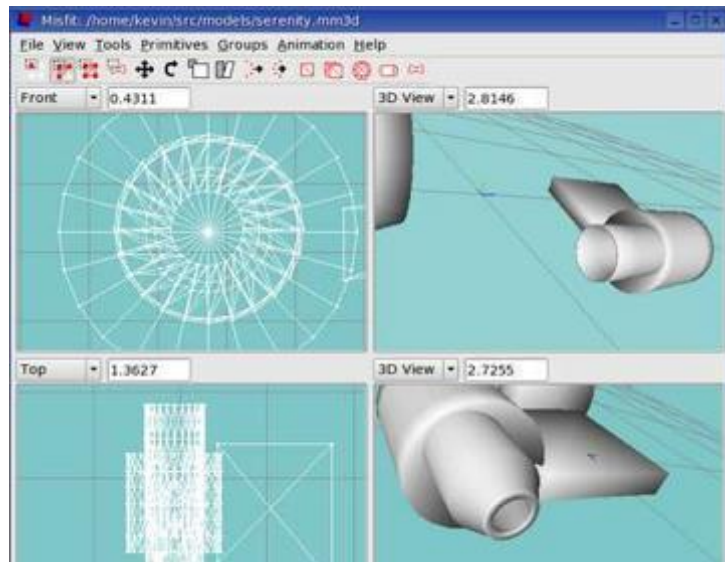 Misfit: /home/kevin/src/models/serenity.mm3d
File View Tools Primitives Groups Animation Help
Front 0.4311 3D View 2.8146
Top 1.3627 3D View 2.7255